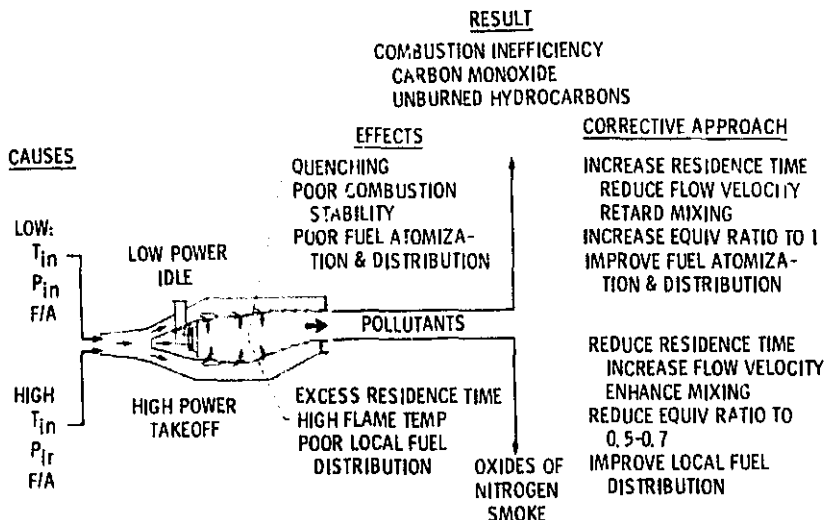 RESULT
COMBUSTION INEFFICIENCY
CARBON MONOXIDE
UNBURNED HYDROCARBONS
CAUSES
LOW:
Tin
Pin
F/A
HIGH
Tin
Pir
F/A
LOW POWER
IDLE
HIGH POWER
TAKEOFF
EFFECTS
QUENCHING
POOR COMBUSTION
STABILITY
POOR FUEL ATOMIZA-
TION & DISTRIBUTION
POLLUTANTS
EXCESS RESIDENCE TIME
HIGH FLAME TEMP
POOR LOCAL FUEL
DISTRIBUTION
OXIDES OF
NITROGEN
SMOKE
CORRECTIVE APPROACH
INCREASE RESIDENCE TIME
REDUCE FLOW VELOCITY
RETARD MIXING
INCREASE EQUIV RATIO TO 1
IMPROVE FUEL ATOMIZA-
TION & DISTRIBUTION
REDUCE RESIDENCE TIME
INCREASE FLOW VELOCITY
ENHANCE MIXING
REDUCE EQUIV RATIO TO
0.5-0.7
IMPROVE LOCAL FUEL
DISTRIBUTION